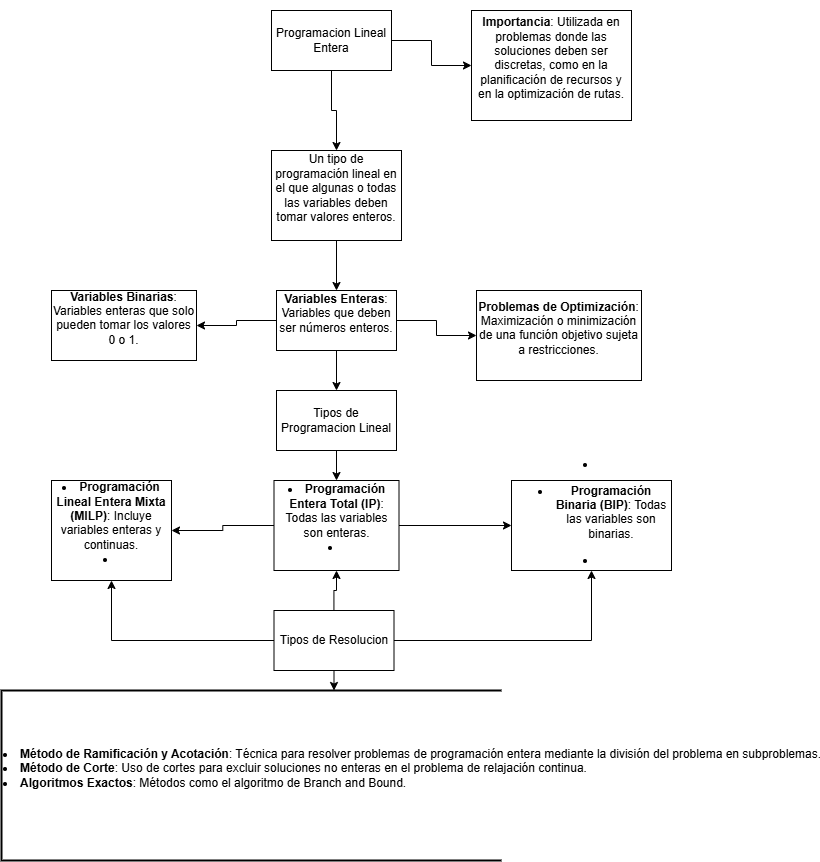 Programacion Lineal
Entera
Importancia: Utilizada en
problemas donde las
soluciones deben ser
discretas, como en la
planificación de recursos y
en la optimización de rutas.
Un tipo de
programación lineal en
el que algunas o todas
las variables deben
tomar valores enteros.
Variables Binarias:
Variables enteras que solo
pueden tomar los valores
0 o 1.
Variables Enteras:
Variables que deben
ser números enteros.
Problemas de Optimización:
Maximización o minimización
de una función objetivo sujeta
a restricciones.
Tipos de
Programacion Lineal
• Programación
Lineal Entera Mixta
(MILP): Incluye
variables enteras y
continuas.
•
• Programación
Entera Total (IP):
Todas las variables
son enteras.
•
•
• Programación
Binaria (BIP): Todas
las variables son
binarias.
•
Tipos de Resolucion
• Método de Ramificación y Acotación: Técnica para resolver problemas de programación entera mediante la división del problema en subproblemas.
• Método de Corte: Uso de cortes para excluir soluciones no enteras en el problema de relajación continua.
• Algoritmos Exactos: Métodos como el algoritmo de Branch and Bound.